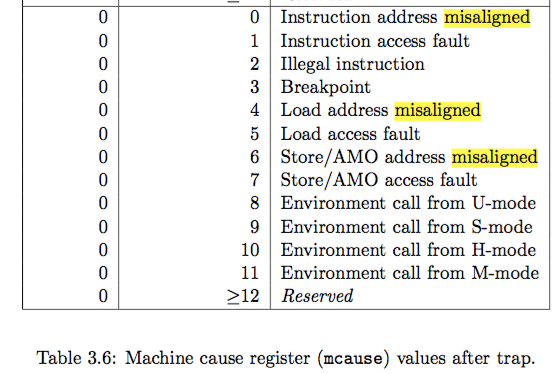 0 0 Instruction address misaligned
0 1 Instruction access fault
0 2 Illegal instruction
0 3 Breakpoint
0 4 Load address misaligned
0 5 Load access fault
0 6 Store/AMO address misaligned
0 7 Store/AMO access fault
0 8 Environment call from U-mode
0 9 Environment call from S-mode
0 10 Environment call from H-mode
0 11 Environment call from M-mode
0 ≥12 Reserved
Table 3.6: Machine cause register (mcause) values after trap.